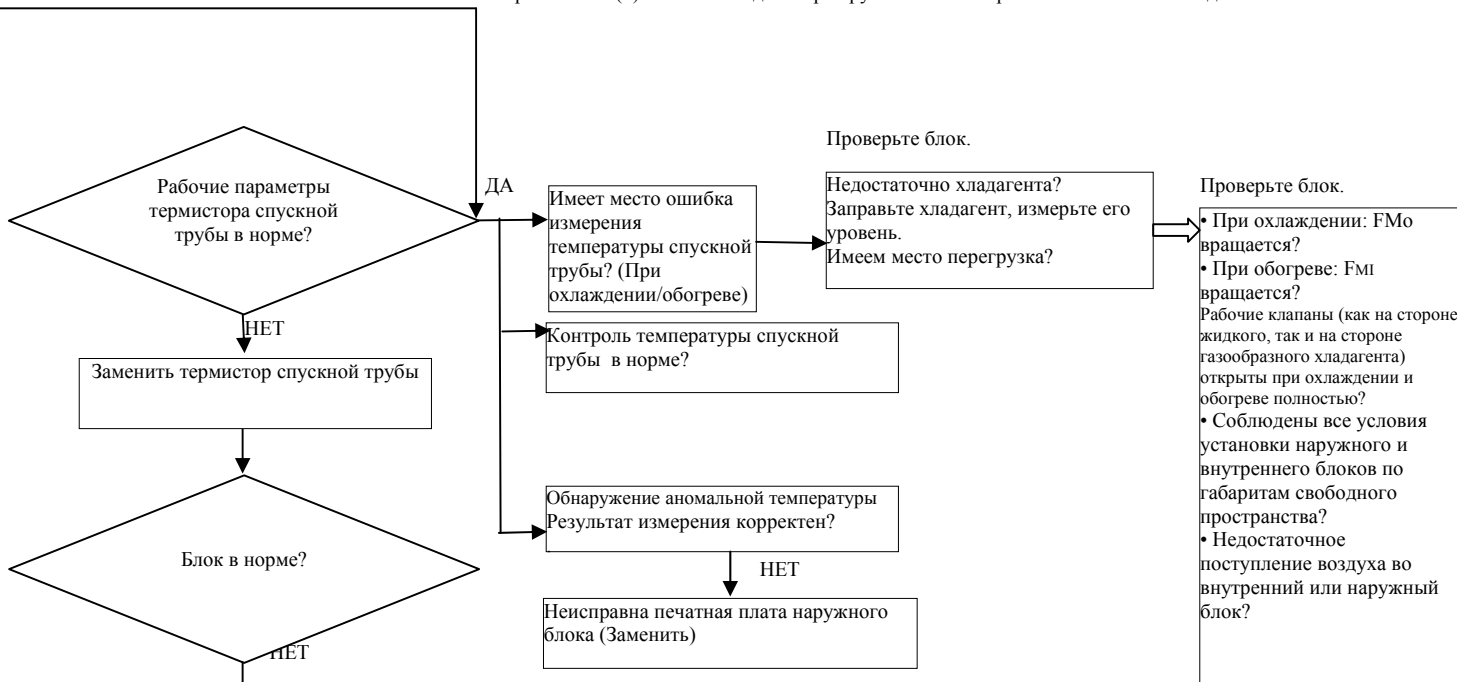 Рабочие параметры
термистора спускной
трубы в норме?
ДА
НЕТ
Заменить термистор спускной трубы
Блок в норме?
НЕТ
Имеет место ошибка
измерения
температуры спускной
трубы? (При
охлаждении/обогреве)
Контроль температуры спускной
трубы в норме?
Обнаружение аномальной температуры
Результат измерения корректен?
НЕТ
Неисправна печатная плата наружного
блока (Заменить)
Проверьте блок.
Недостаточно хладагента?
Заправьте хладагент, измерьте его
уровень.
Имеем место перегрузка?
Проверьте блок.
• При охлаждении: FMo
вращается?
• При обогреве: FMI
вращается?
Рабочие клапаны (как на стороне
жидкого, так и на стороне
газообразного хладагента)
открыты при охлаждении и
обогреве полностью?
• Соблюдены все условия
установки наружного и
внутреннего блоков по
габаритам свободного
пространства?
• Недостаточное
поступление воздуха во
внутренний или наружный
блок?